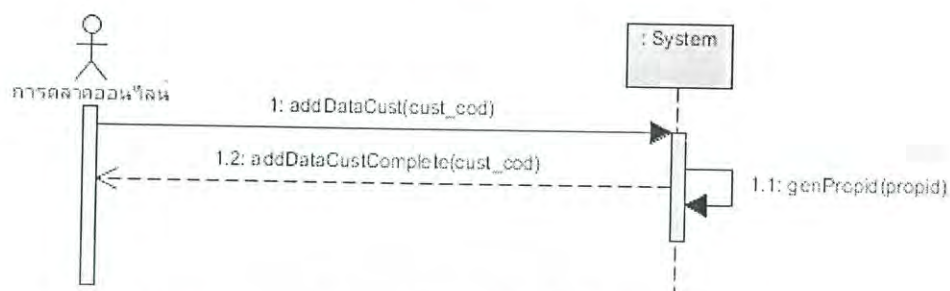 : System
การตลาดออนไลน์
1: addDataCust(cust_cod)
1.2: addDataCustComplete(cust_cod)
1.1: genPropid(propid)